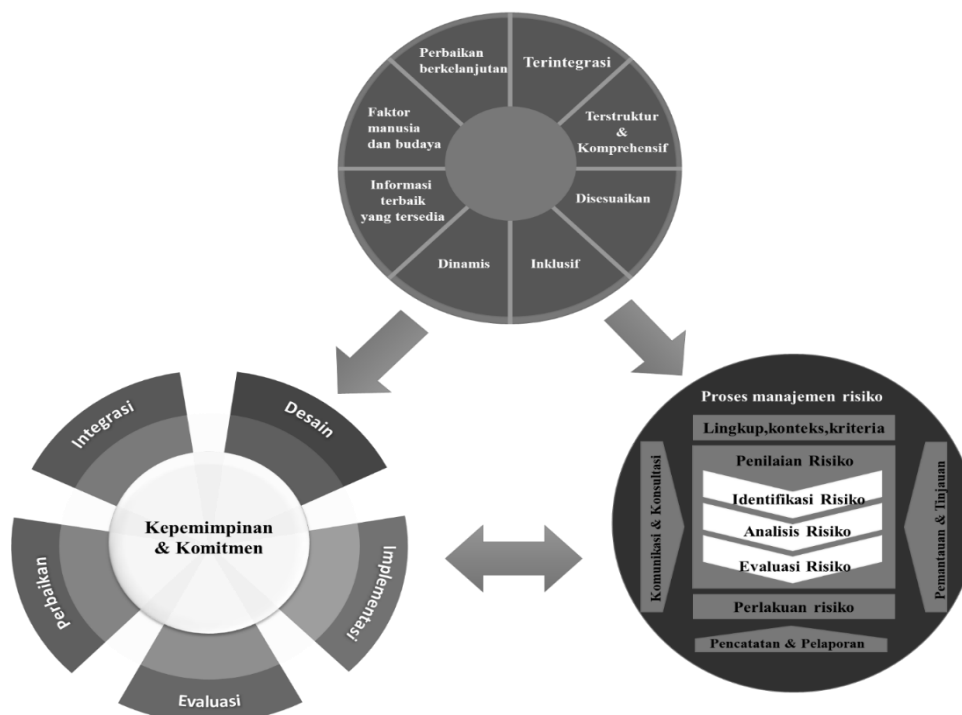 Perbaikan
berkelanjutan
Terintegrasi
Terstruktur
&
Komprehensif
Disesuaikan
Inklusif
Dinamis
Informasi
terbaik
yang tersedia
Faktor
manusia
dan budaya
Integrasi
Desain
Implementasi
Evaluasi
Perbaikan
Kepemimpinan
& Komitmen
Proses manajemen risiko
Lingkup,konteks,kriteria
Penilaian Risiko
Identifikasi Risiko
Analisis Risiko
Evaluasi Risiko
Perlakuan risiko
Pencatatan & Pelaporan
Komunikasi & Konsultasi
Pemantauan & Tinjauan